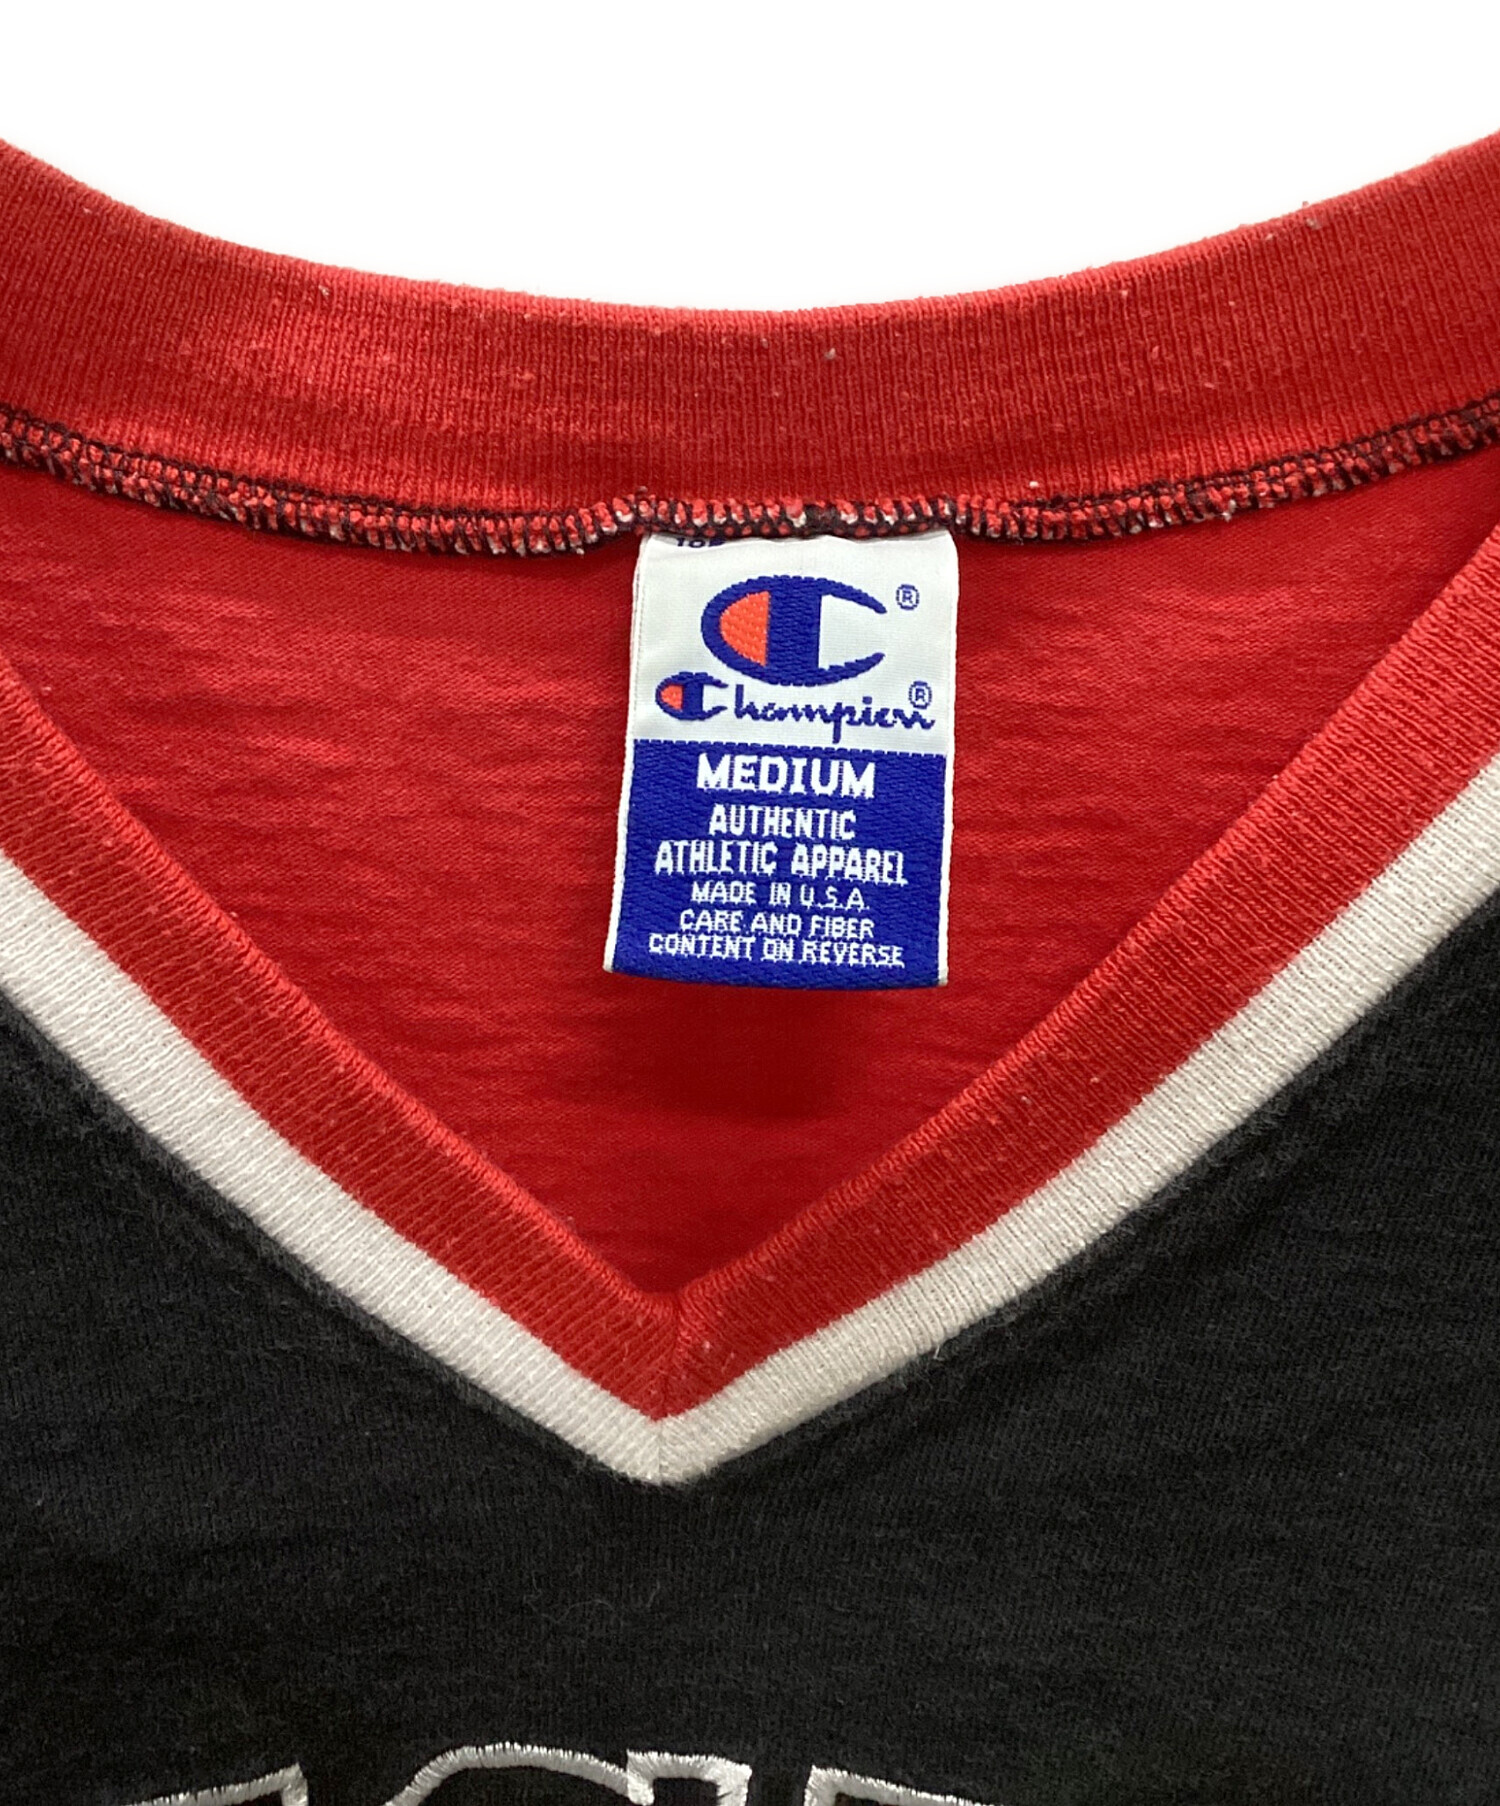 ®
Champion®
MEDIUM
AUTHENTIC
ATHLETIC APPAREL
MADE IN U.S.A.
CARE AND FIBER
CONTENT ON REVERSE